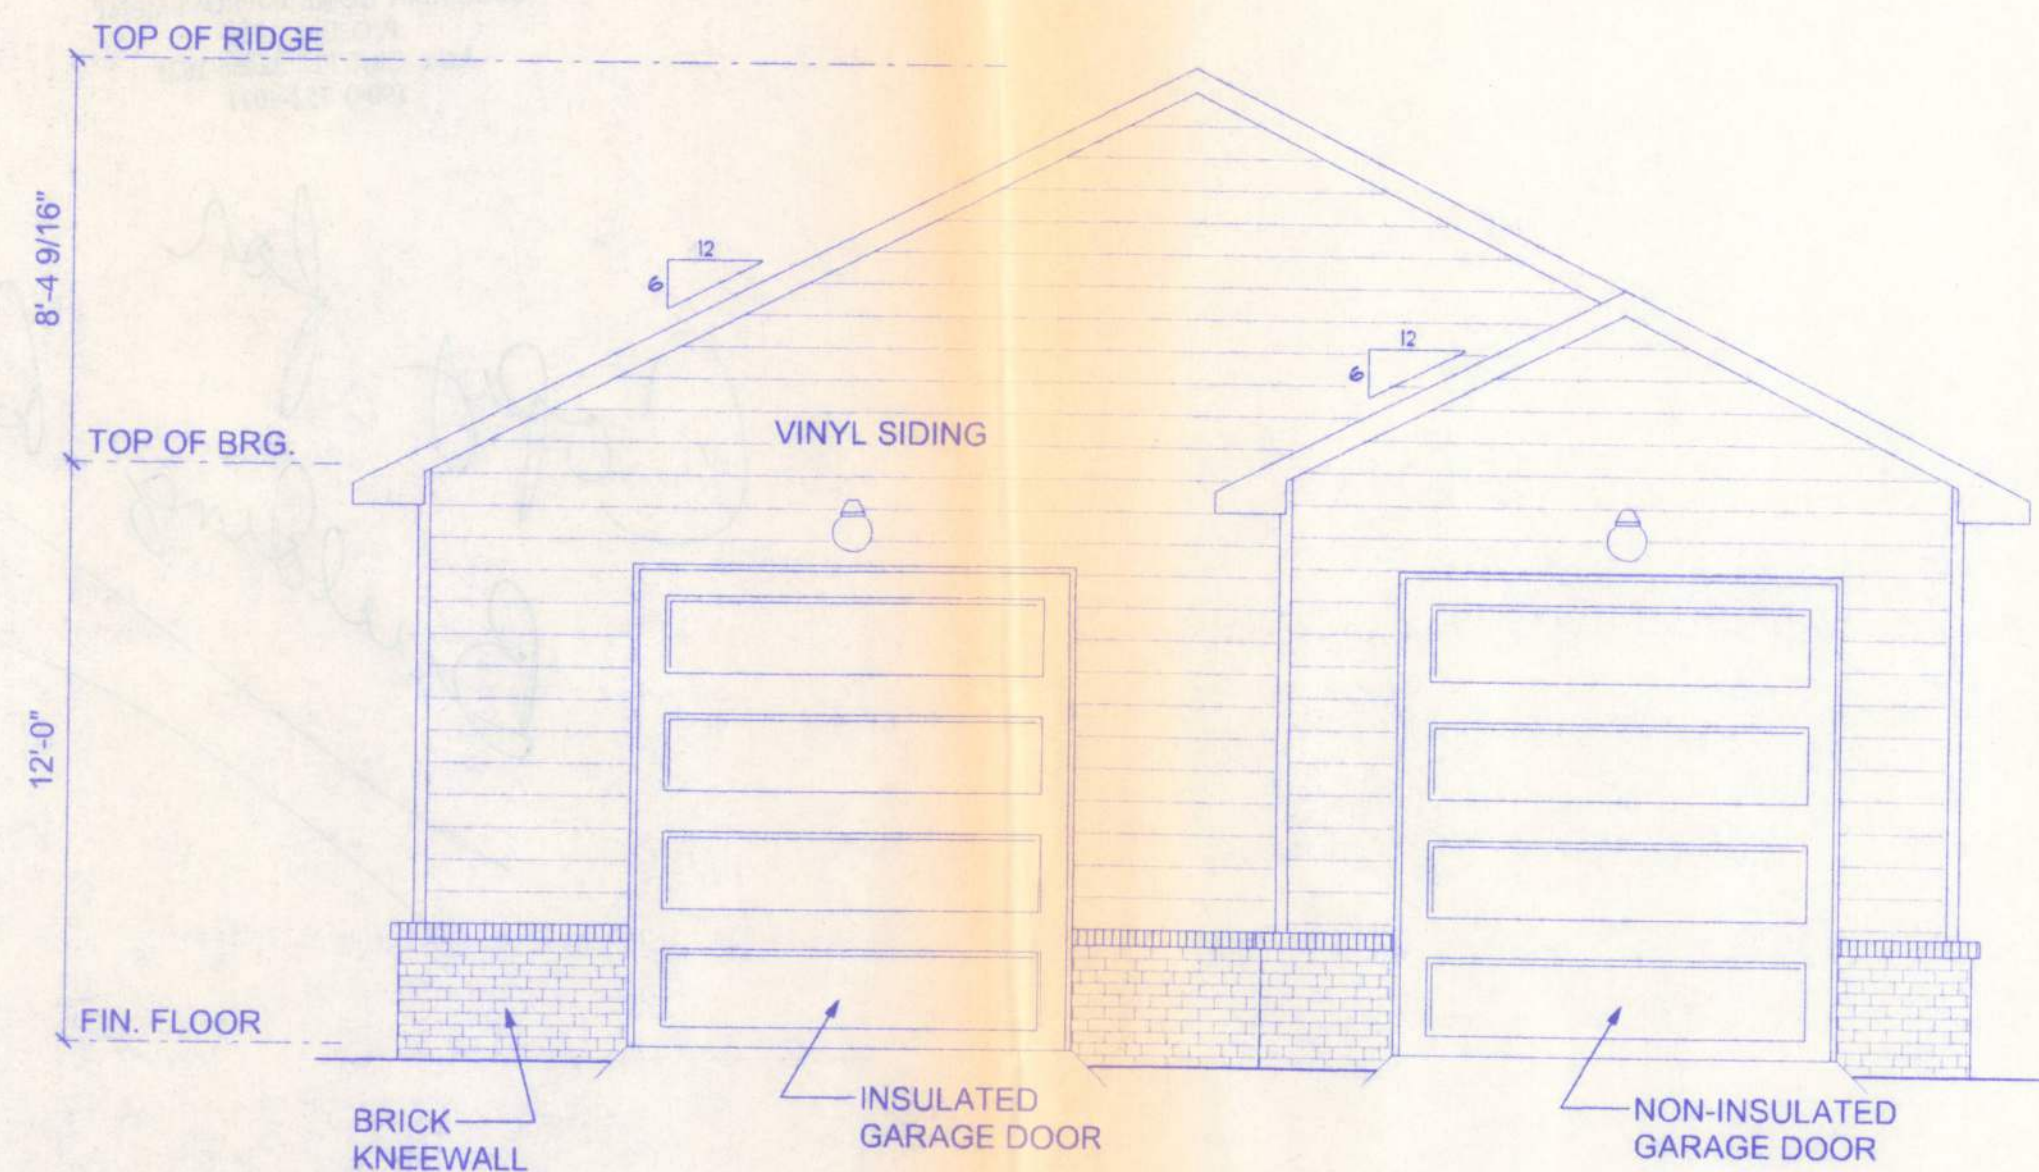 TOP OF RIDGE
8'-4 9/16"
12
6
12
6
TOP OF BRG.
VINYL SIDING
12'-0"
FIN. FLOOR
BRICK
KNEEWALL
INSULATED
GARAGE DOOR
NON-INSULATED
GARAGE DOOR